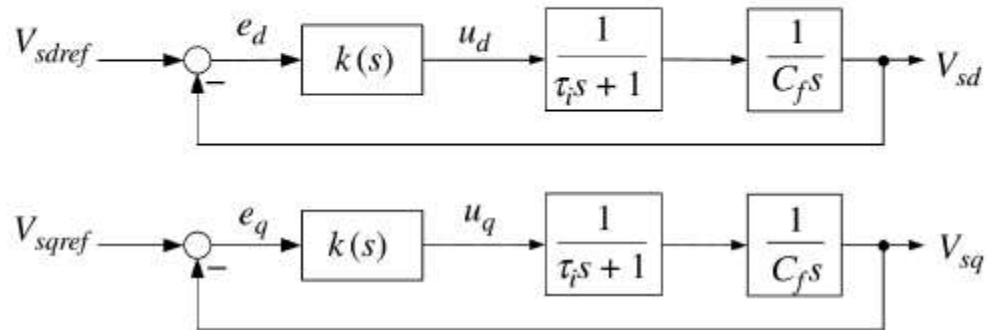 V_sdref
e_d
k(s)
u_d
1
τ_i s + 1
1
C_f s
V_sd
−
V_sqref
e_q
k(s)
u_q
1
τ_i s + 1
1
C_f s
V_sq
−